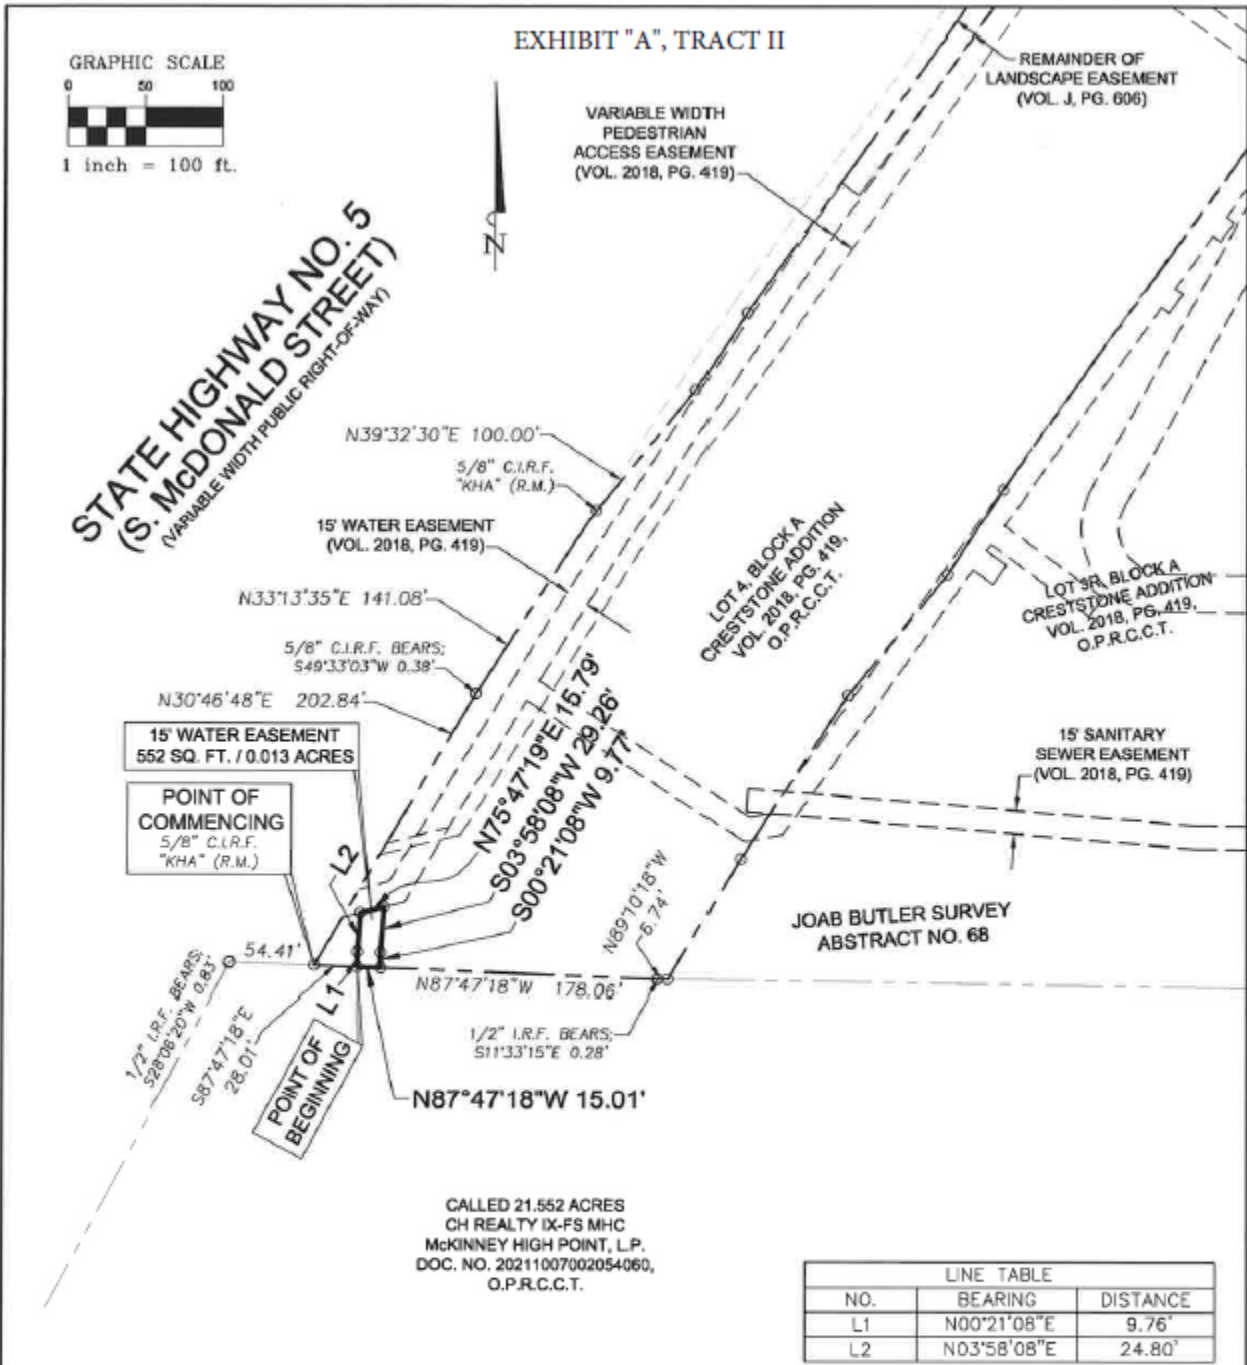 EXHIBIT "A", TRACT II
GRAPHIC SCALE
0 50 100
1 inch = 100 ft.
N
REMAINDER OF
LANDSCAPE EASEMENT
(VOL. J, PG. 606)
VARIABLE WIDTH
PEDESTRIAN
ACCESS EASEMENT
(VOL. 2018, PG. 419)
STATE HIGHWAY NO. 5
(S. McDONALD STREET)
(VARIABLE WIDTH PUBLIC RIGHT-OF-WAY)
N39°32'30"E 100.00'
5/8" C.I.R.F.
"KHA" (R.M.)
15' WATER EASEMENT
(VOL. 2018, PG. 419)
N33°13'35"E 141.08'
5/8" C.I.R.F. BEARS;
S49°33'03"W 0.38'
N30°46'48"E 202.84'
LOT 4, BLOCK A
CRESTSTONE ADDITION
VOL. 2018, PG. 419,
O.P.R.C.C.T.
LOT 3R, BLOCK A
CRESTSTONE ADDITION
VOL. 2018, PG. 419,
O.P.R.C.C.T.
15' WATER EASEMENT
552 SQ. FT. / 0.013 ACRES
POINT OF
COMMENCING
5/8" C.I.R.F.
"KHA" (R.M.)
N75°47'19"E 15.79'
S03°58'08"W 29.26'
S00°21'08"W 9.77'
15' SANITARY
SEWER EASEMENT
(VOL. 2018, PG. 419)
L2
N89°10'18"W
6.74'
JOAB BUTLER SURVEY
ABSTRACT NO. 68
54.41'
1/2" I.R.F. BEARS;
S28°06'20"W 0.83'
S87°47'18"E
28.01'
L1
N87°47'18"W 178.06'
1/2" I.R.F. BEARS;
S11°33'15"E 0.28'
POINT OF
BEGINNING
N87°47'18"W 15.01'
CALLED 21.552 ACRES
CH REALTY IX-FS MHC
McKINNEY HIGH POINT, L.P.
DOC. NO. 20211007002054060,
O.P.R.C.C.T.
LINE TABLE
NO. BEARING DISTANCE
L1 N00°21'08"E 9.76'
L2 N03°58'08"E 24.80'